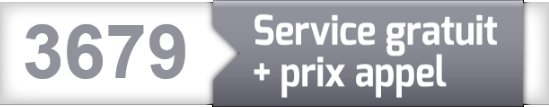 3679
Service gratuit
+ prix appel